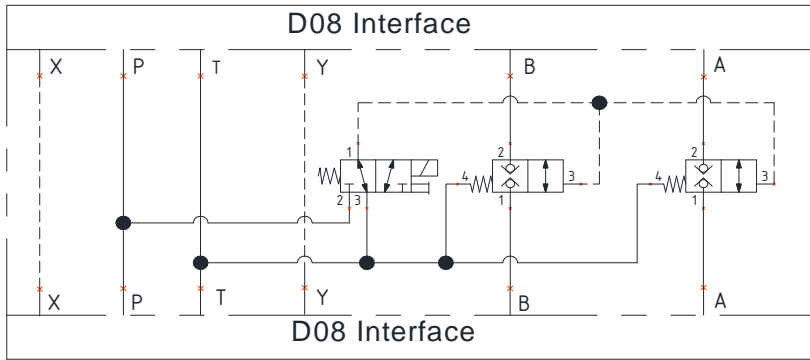 D08 Interface
X P T Y B A
1 2 2
4 3 4 3
2 3 1 1
X P T Y B A
D08 Interface